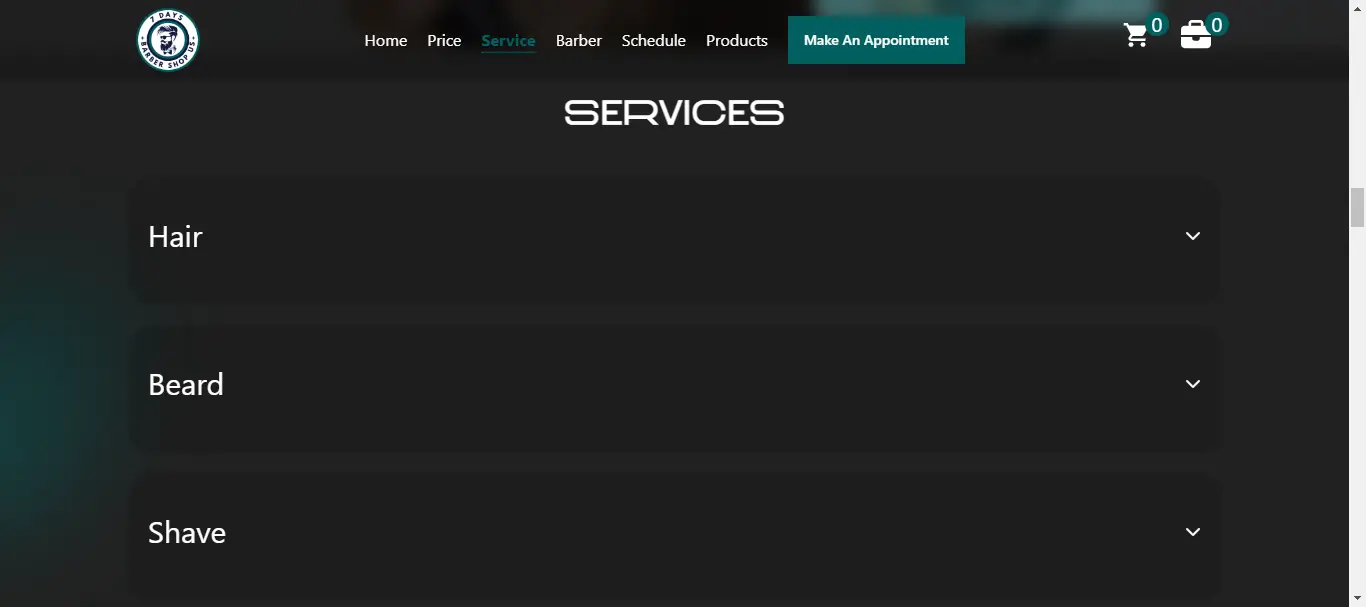 7 DAYS
BARBER SHOP US
Home Price Service Barber Schedule Products Make An Appointment 0 0
SERVICES
Hair
Beard
Shave